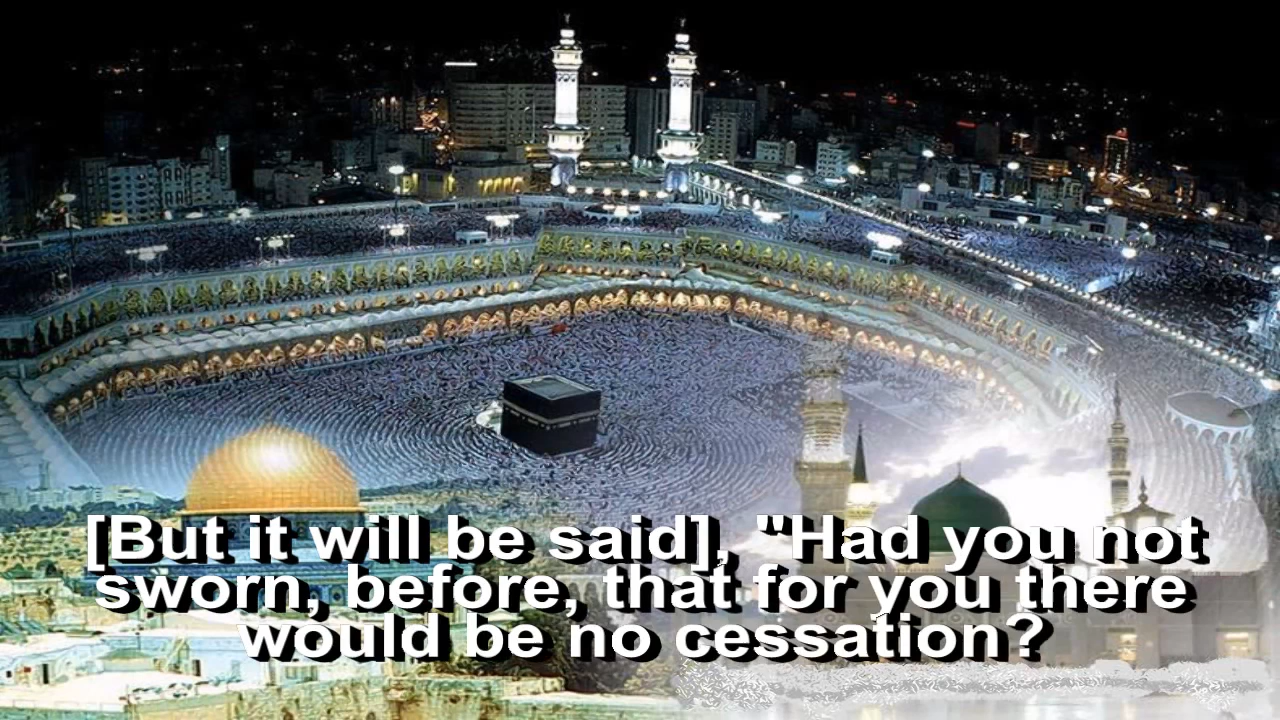 [But it will be said], "Had you not
sworn, before, that for you there
would be no cessation?